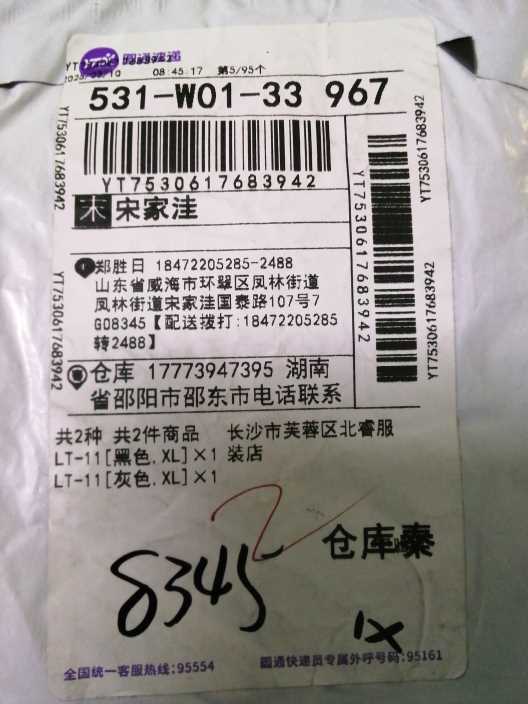 圆通速递
08:45:17 第5/95个
531-W01-33 967
YT7530617683942
YT7530617683942
YT7530617683942
YT7530617683942
YT7530617683942
YT7530617683942
末 宋家洼
郑胜日 18472205285-2488
山东省威海市环翠区凤林街道
凤林街道宋家洼国泰路107号7
G08345【配送拨打:18472205285
转2488】
仓库 17773947395 湖南
省邵阳市邵东市电话联系
共2种 共2件商品 长沙市芙蓉区北睿服
LT-11[黑色,XL]×1 装店
LT-11[灰色,XL]×1
2
仓库秦
8345
全国统一客服热线:95554
圆通快递员专属外呼号码:95161